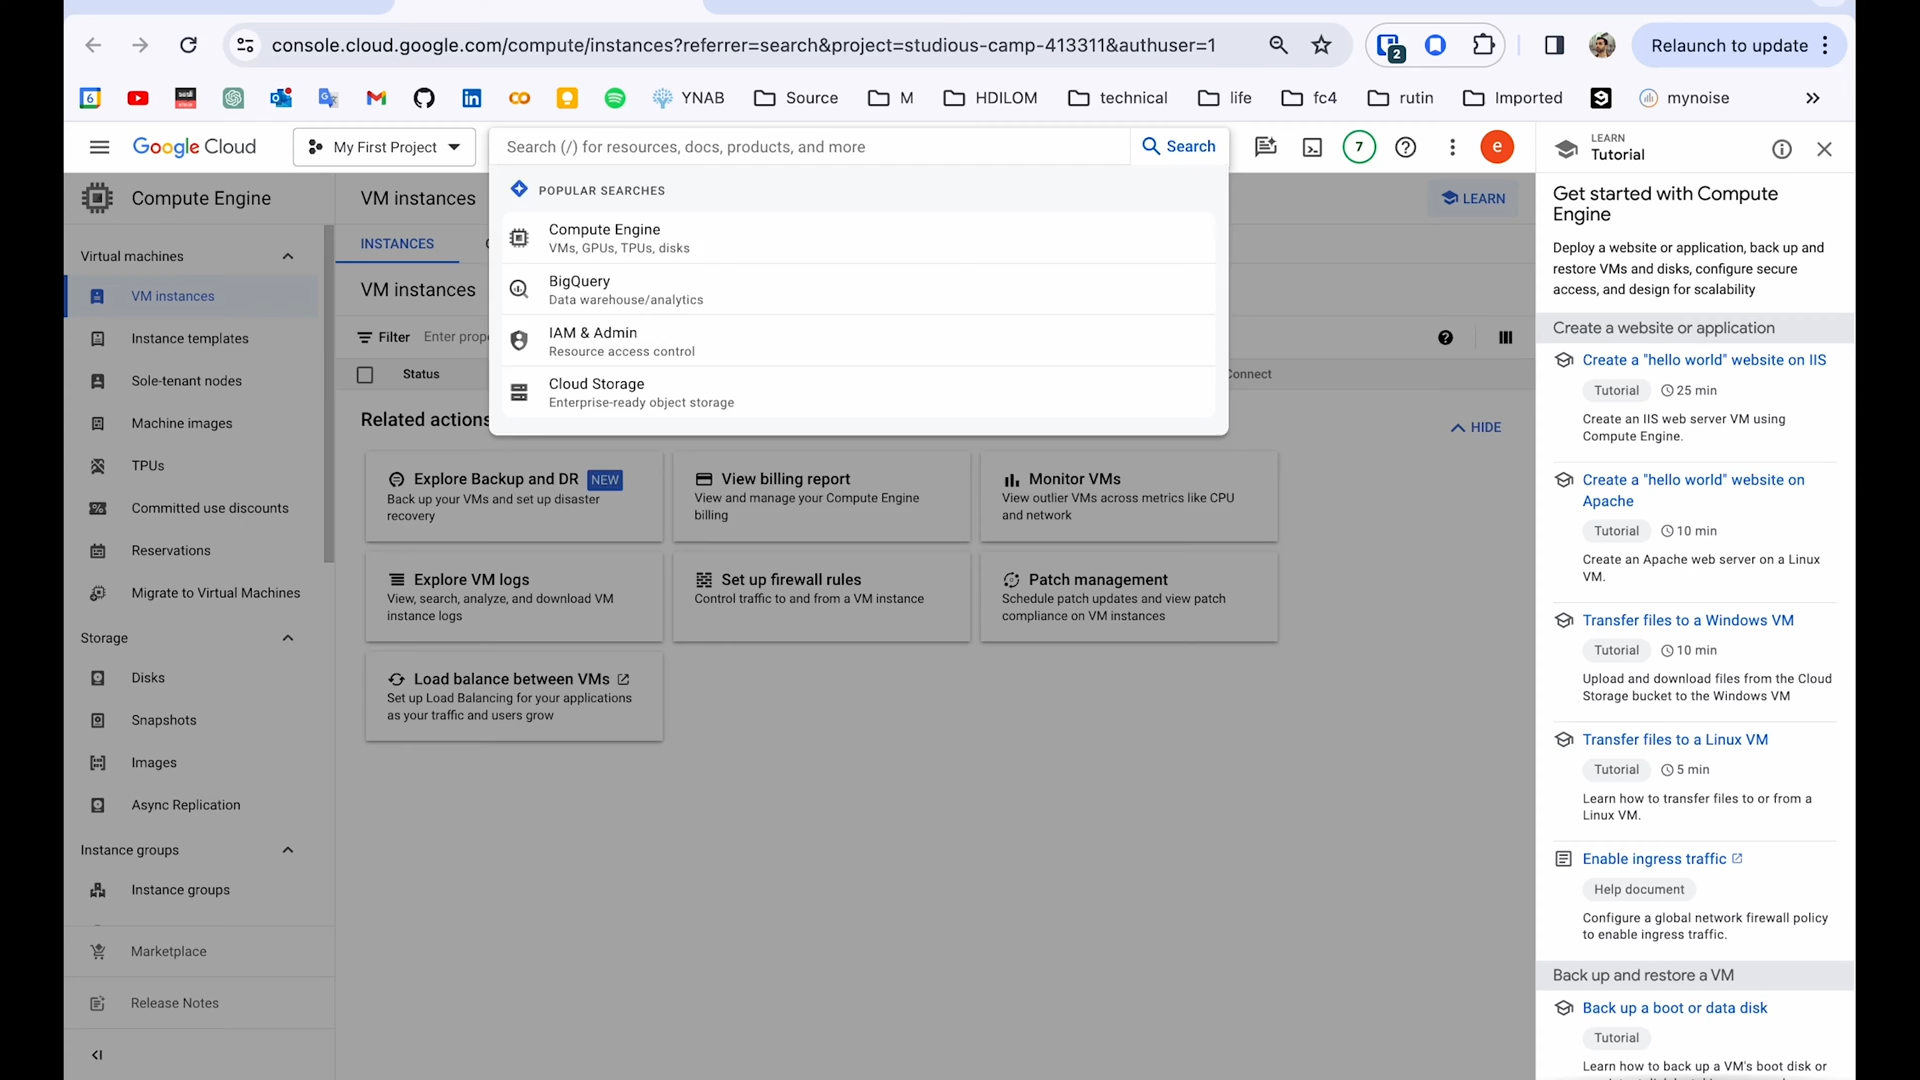 console.cloud.google.com/compute/instances?referrer=search&project=studious-camp-413311&authuser=1
2
Relaunch to update
6
YNAB
Source
M
HDILOM
technical
life
fc4
rutin
Imported
mynoise
Google Cloud
My First Project
Search (/) for resources, docs, products, and more
Search
7
e
LEARN
Tutorial
Compute Engine
VM instances
LEARN
POPULAR SEARCHES
Compute Engine
VMs, GPUs, TPUs, disks
BigQuery
Data warehouse/analytics
IAM & Admin
Resource access control
Cloud Storage
Enterprise-ready object storage
Virtual machines
VM instances
Instance templates
Sole-tenant nodes
Machine images
TPUs
Committed use discounts
Reservations
Migrate to Virtual Machines
Storage
Disks
Snapshots
Images
Async Replication
Instance groups
Instance groups
Marketplace
Release Notes
INSTANCES
VM instances
Filter
Enter prope
Status
Connect
Related actions
HIDE
Explore Backup and DR NEW
Back up your VMs and set up disaster
recovery
View billing report
View and manage your Compute Engine
billing
Monitor VMs
View outlier VMs across metrics like CPU
and network
Explore VM logs
View, search, analyze, and download VM
instance logs
Set up firewall rules
Control traffic to and from a VM instance
Patch management
Schedule patch updates and view patch
compliance on VM instances
Load balance between VMs
Set up Load Balancing for your applications
as your traffic and users grow
Get started with Compute
Engine
Deploy a website or application, back up and
restore VMs and disks, configure secure
access, and design for scalability
Create a website or application
Create a "hello world" website on IIS
Tutorial
25 min
Create an IIS web server VM using
Compute Engine.
Create a "hello world" website on
Apache
Tutorial
10 min
Create an Apache web server on a Linux
VM.
Transfer files to a Windows VM
Tutorial
10 min
Upload and download files from the Cloud
Storage bucket to the Windows VM
Transfer files to a Linux VM
Tutorial
5 min
Learn how to transfer files to or from a
Linux VM.
Enable ingress traffic
Help document
Configure a global network firewall policy
to enable ingress traffic.
Back up and restore a VM
Back up a boot or data disk
Tutorial
Learn how to back up a VM's boot disk or